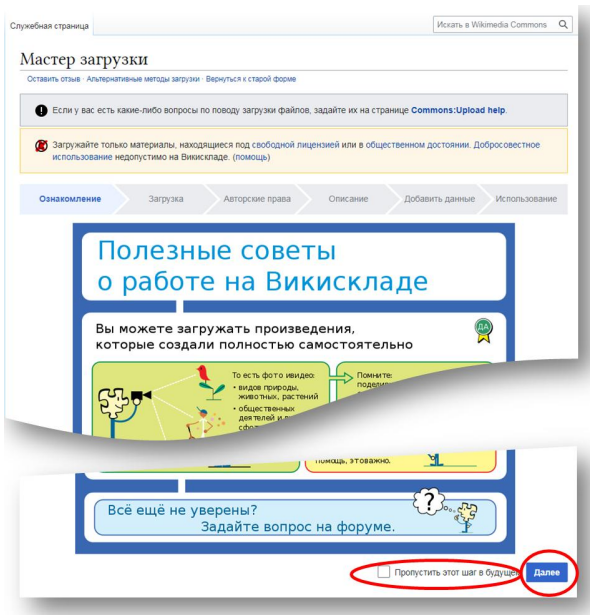 Служебная страница
Искать в Wikimedia Commons
Мастер загрузки
Оставить отзыв · Альтернативные методы загрузки · Вернуться к старой форме
Если у вас есть какие-либо вопросы по поводу загрузки файлов, задайте их на странице Commons:Upload help.
Загружайте только материалы, находящиеся под свободной лицензией или в общественном достоянии. Добросовестное
использование недопустимо на Викискладе. (помощь)
Ознакомление
Загрузка
Авторские права
Описание
Добавить данные
Использование
Полезные советы
о работе на Викискладе
Вы можете загружать произведения,
которые создали полностью самостоятельно
ДА
То есть фото ивидео:
• видов природы,
животных, растений
• общественных
деятелей и
Помните:
помощь, этоважно.
Всё ещё не уверены?
Задайте вопрос на форуме.
?
Пропустить этот шаг в будущем
Далее